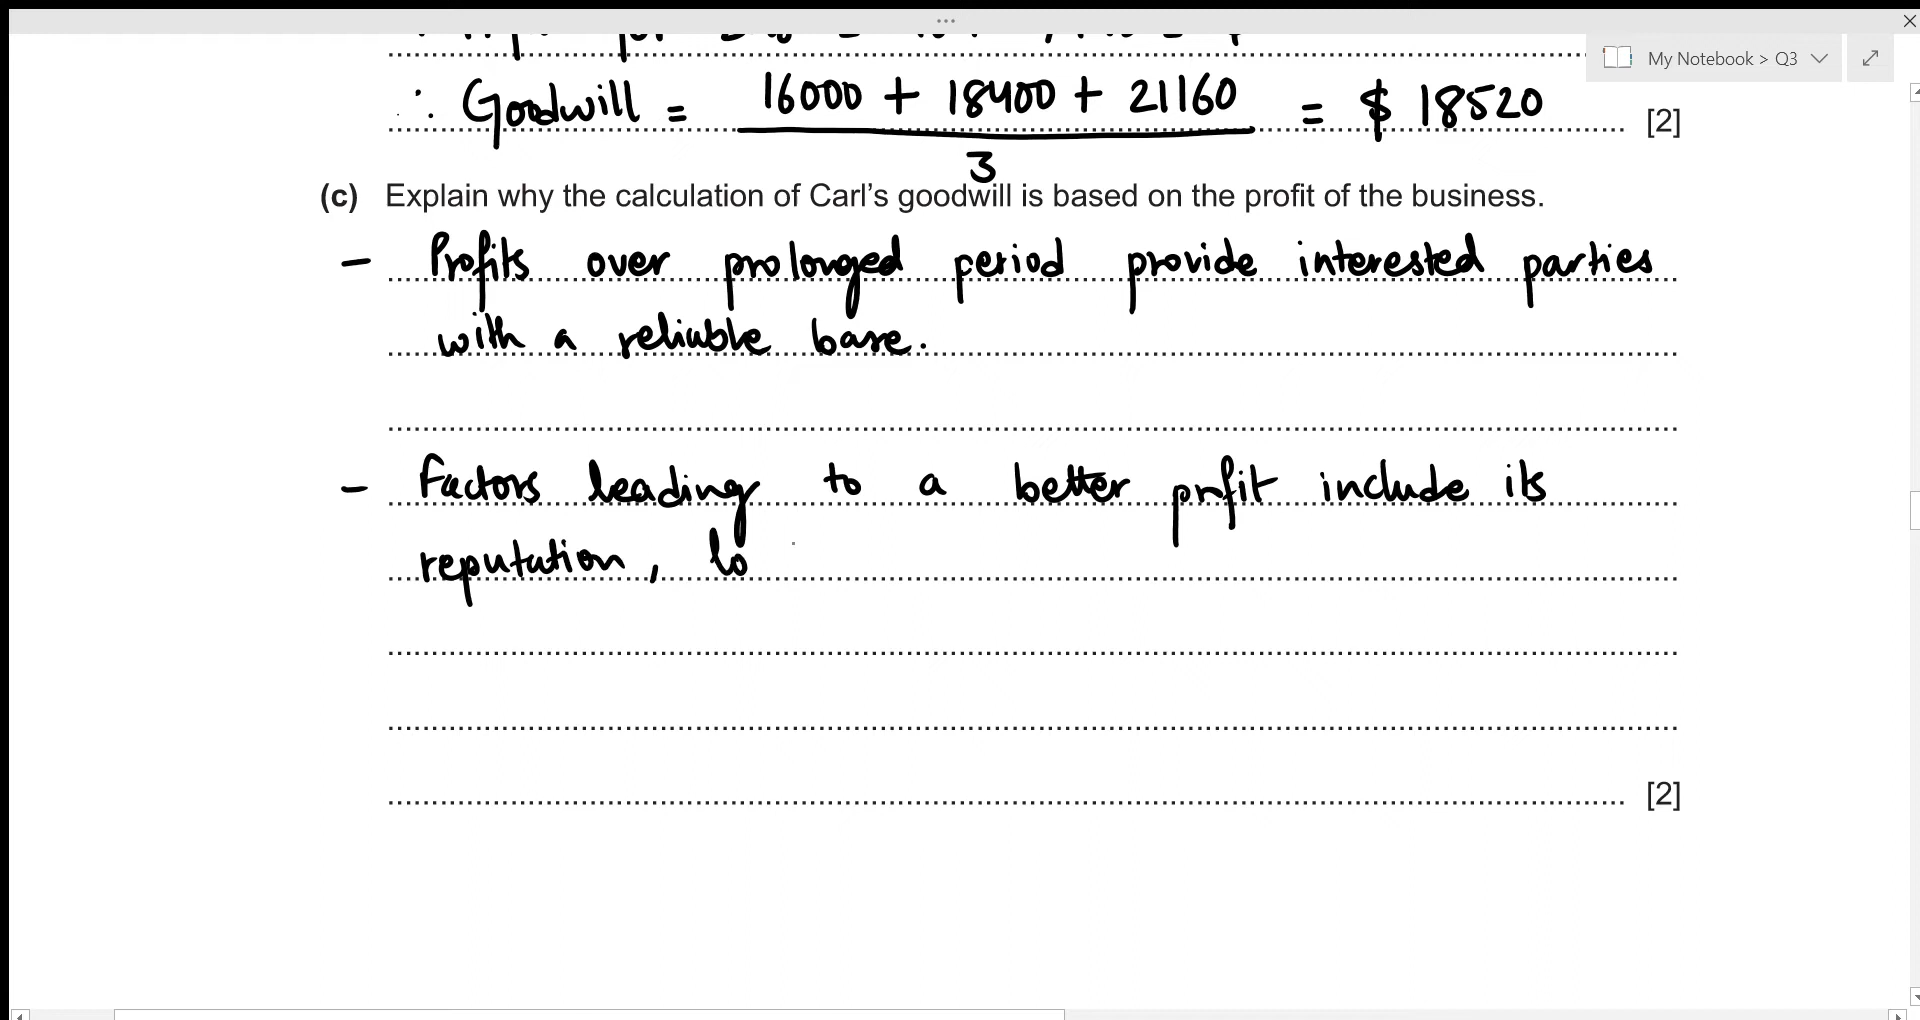 My Notebook > Q3
∴ Goodwill = 16000 + 18400 + 21160 = $ 18520 [2]
3
(c) Explain why the calculation of Carl's goodwill is based on the profit of the business.
- Profits over prolonged period provide interested parties
with a reliable base.
- Factors leading to a better profit include its
reputation, lo
[2]